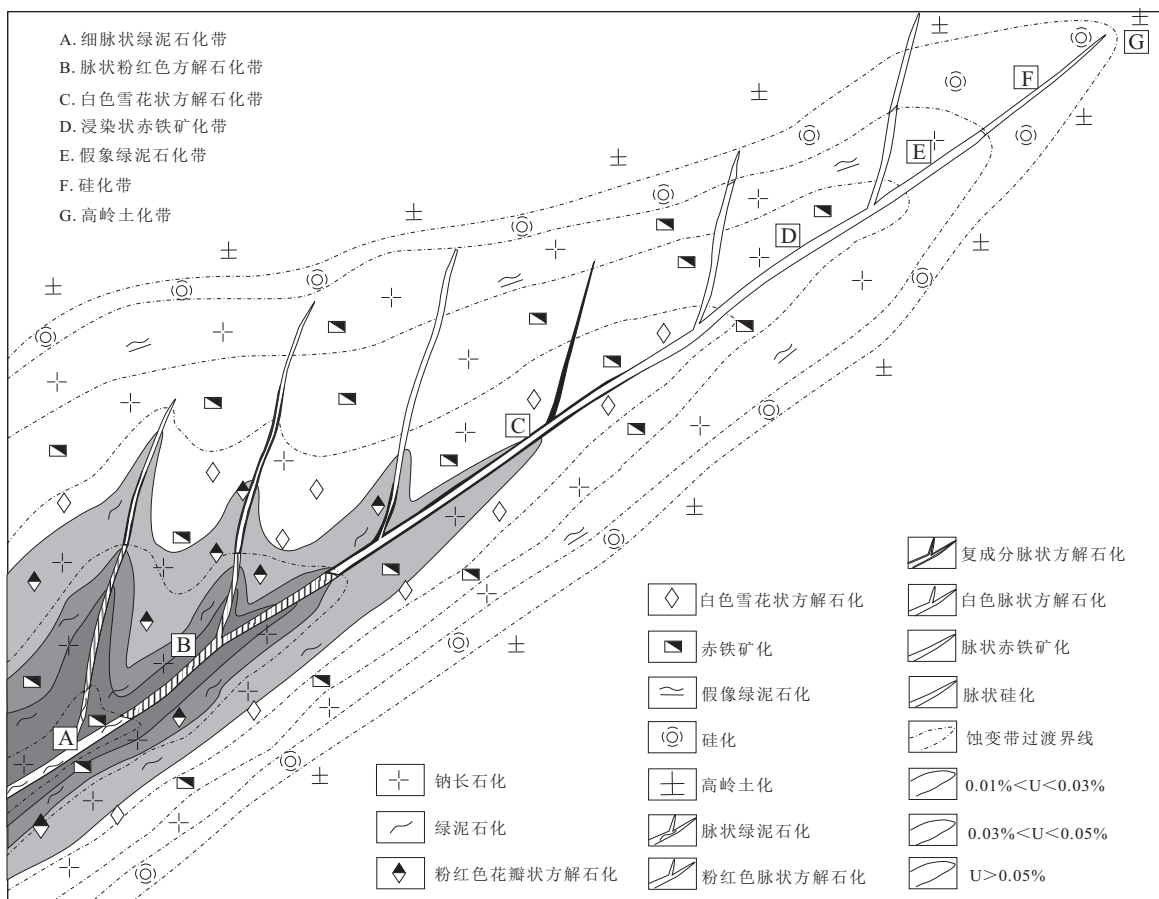 A. 细脉状绿泥石化带
B. 脉状粉红色方解石化带
C. 白色雪花状方解石化带
D. 浸染状赤铁矿化带
E. 假象绿泥石化带
F. 硅化带
G. 高岭土化带
G
F
E
D
C
B
A
钠长石化
绿泥石化
粉红色花瓣状方解石化
白色雪花状方解石化
赤铁矿化
假像绿泥石化
硅化
高岭土化
脉状绿泥石化
粉红色脉状方解石化
复成分脉状方解石化
白色脉状方解石化
脉状赤铁矿化
脉状硅化
蚀变带过渡界线
0.01%<U<0.03%
0.03%<U<0.05%
U>0.05%